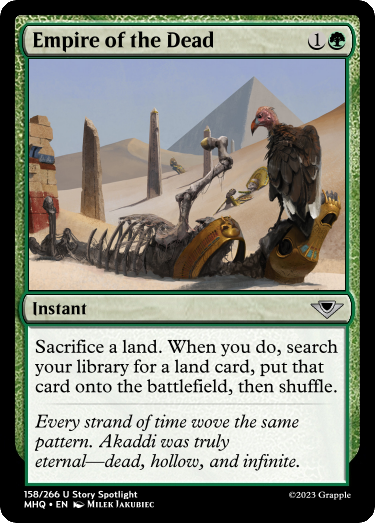 Empire of the Dead 1
Instant
Sacrifice a land. When you do, search
your library for a land card, put that
card onto the battlefield, then shuffle.
Every strand of time wove the same
pattern. Akaddi was truly
eternal—dead, hollow, and infinite.
158/266 U Story Spotlight
MHQ • EN Milek Jakubiec
©2023 Grapple